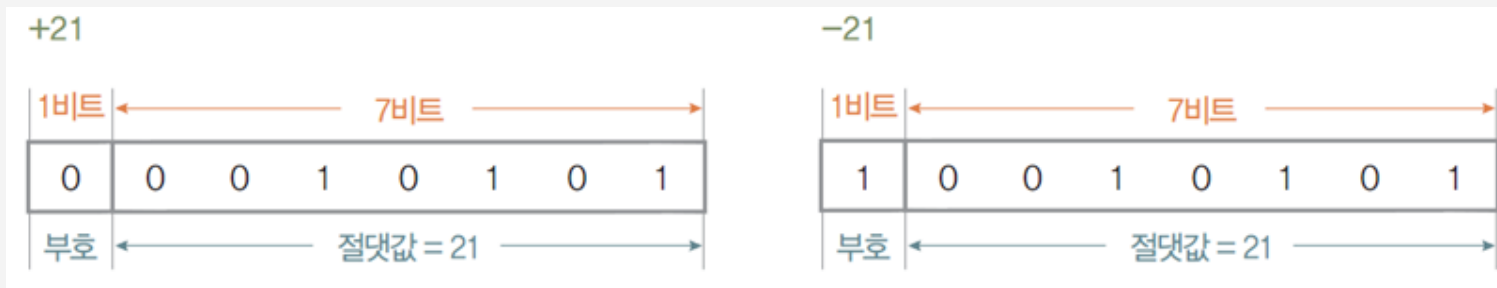 +21
1비트 7비트
0 0 0 1 0 1 0 1
부호 절댓값 = 21
−21
1비트 7비트
1 0 0 1 0 1 0 1
부호 절댓값 = 21